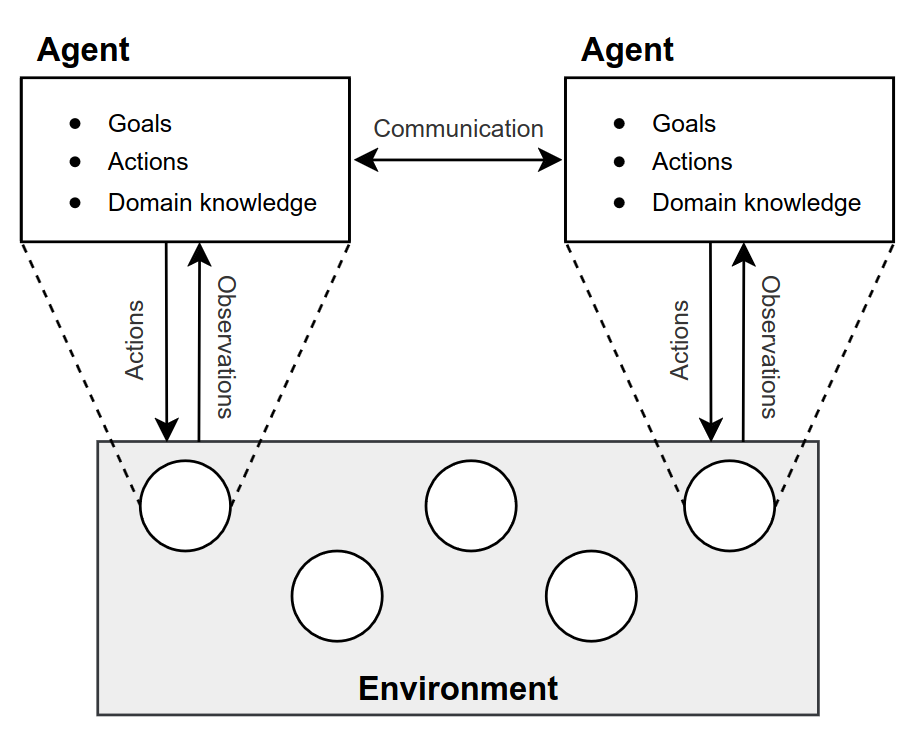 Agent
Agent
● Goals
● Actions
● Domain knowledge
Communication
● Goals
● Actions
● Domain knowledge
Actions
Observations
Actions
Observations
Environment